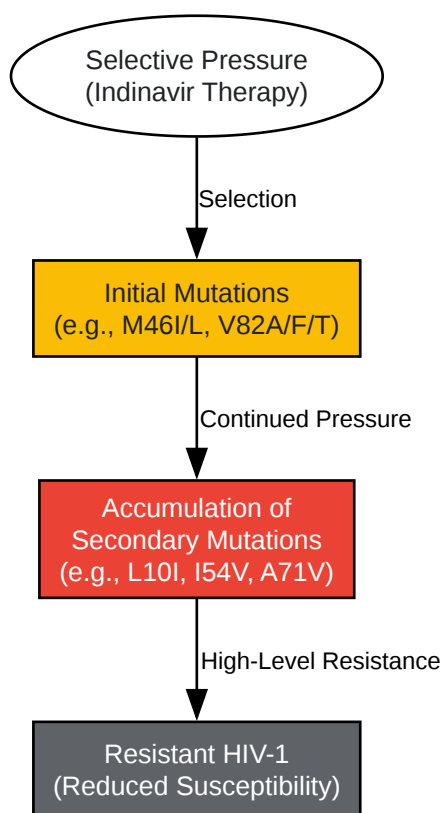 Selective Pressure
(Indinavir Therapy)
Selection
Initial Mutations
(e.g., M46I/L, V82A/F/T)
Continued Pressure
Accumulation of
Secondary Mutations
(e.g., L10I, I54V, A71V)
High-Level Resistance
Resistant HIV-1
(Reduced Susceptibility)